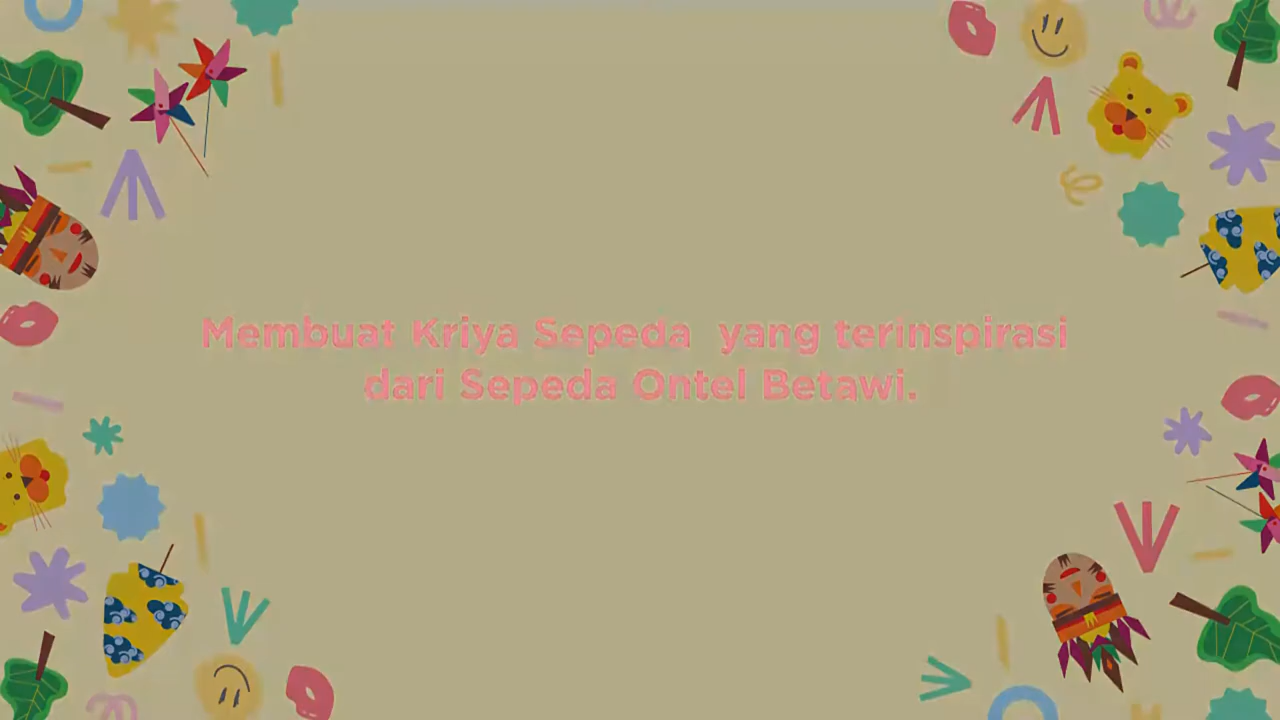 Membuat Kriya Sepeda yang terinspirasi
dari Sepeda Ontel Betawi.